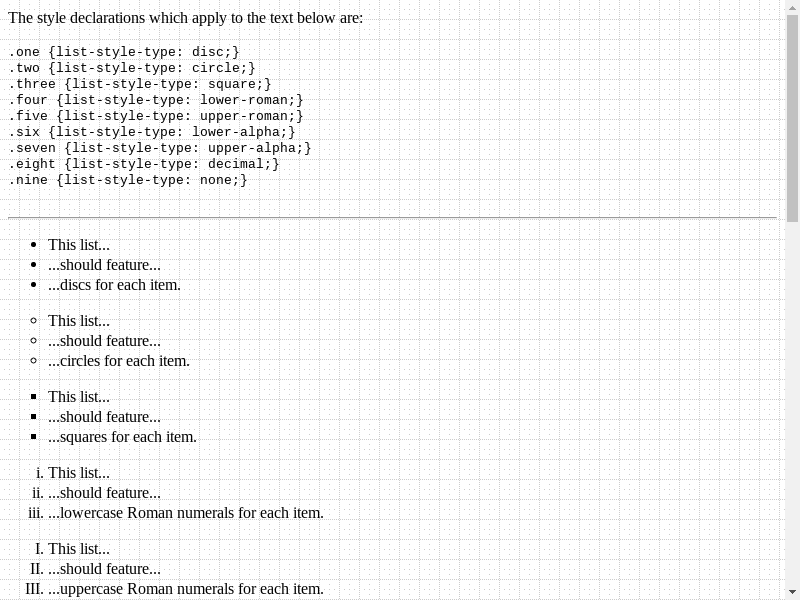 The style declarations which apply to the text below are:
.one {list-style-type: disc;}
.two {list-style-type: circle;}
.three {list-style-type: square;}
.four {list-style-type: lower-roman;}
.five {list-style-type: upper-roman;}
.six {list-style-type: lower-alpha;}
.seven {list-style-type: upper-alpha;}
.eight {list-style-type: decimal;}
.nine {list-style-type: none;}
• This list...
• ...should feature...
• ...discs for each item.
◦ This list...
◦ ...should feature...
◦ ...circles for each item.
▪ This list...
▪ ...should feature...
▪ ...squares for each item.
i. This list...
ii. ...should feature...
iii. ...lowercase Roman numerals for each item.
I. This list...
II. ...should feature...
III. ...uppercase Roman numerals for each item.